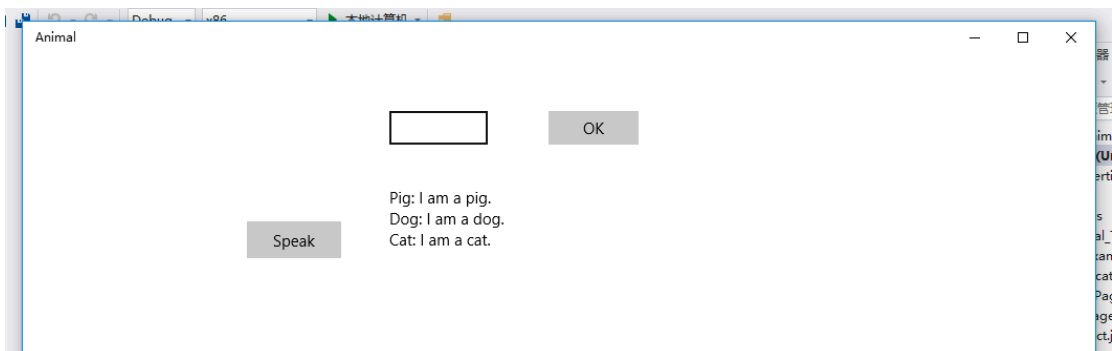 Debug x86 本地计算机
Animal
OK
Pig: I am a pig.
Dog: I am a dog.
Cat: I am a cat.
Speak